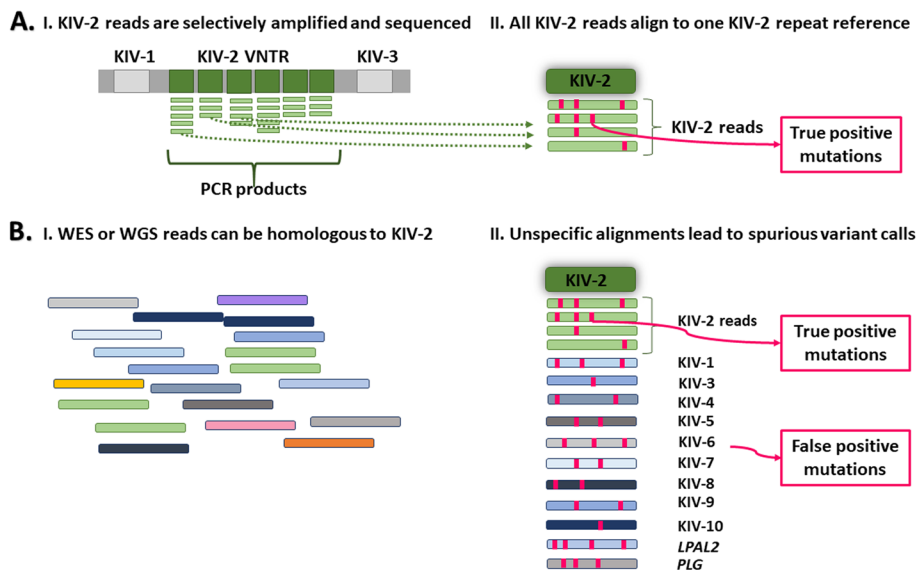 A. I. KIV-2 reads are selectively amplified and sequenced
II. All KIV-2 reads align to one KIV-2 repeat reference
KIV-1 KIV-2 VNTR KIV-3
PCR products
KIV-2
KIV-2 reads
True positive
mutations
B. I. WES or WGS reads can be homologous to KIV-2
II. Unspecific alignments lead to spurious variant calls
KIV-2
KIV-2 reads
True positive
mutations
KIV-1
KIV-3
KIV-4
KIV-5
KIV-6
KIV-7
KIV-8
KIV-9
KIV-10
LPAL2
PLG
False positive
mutations